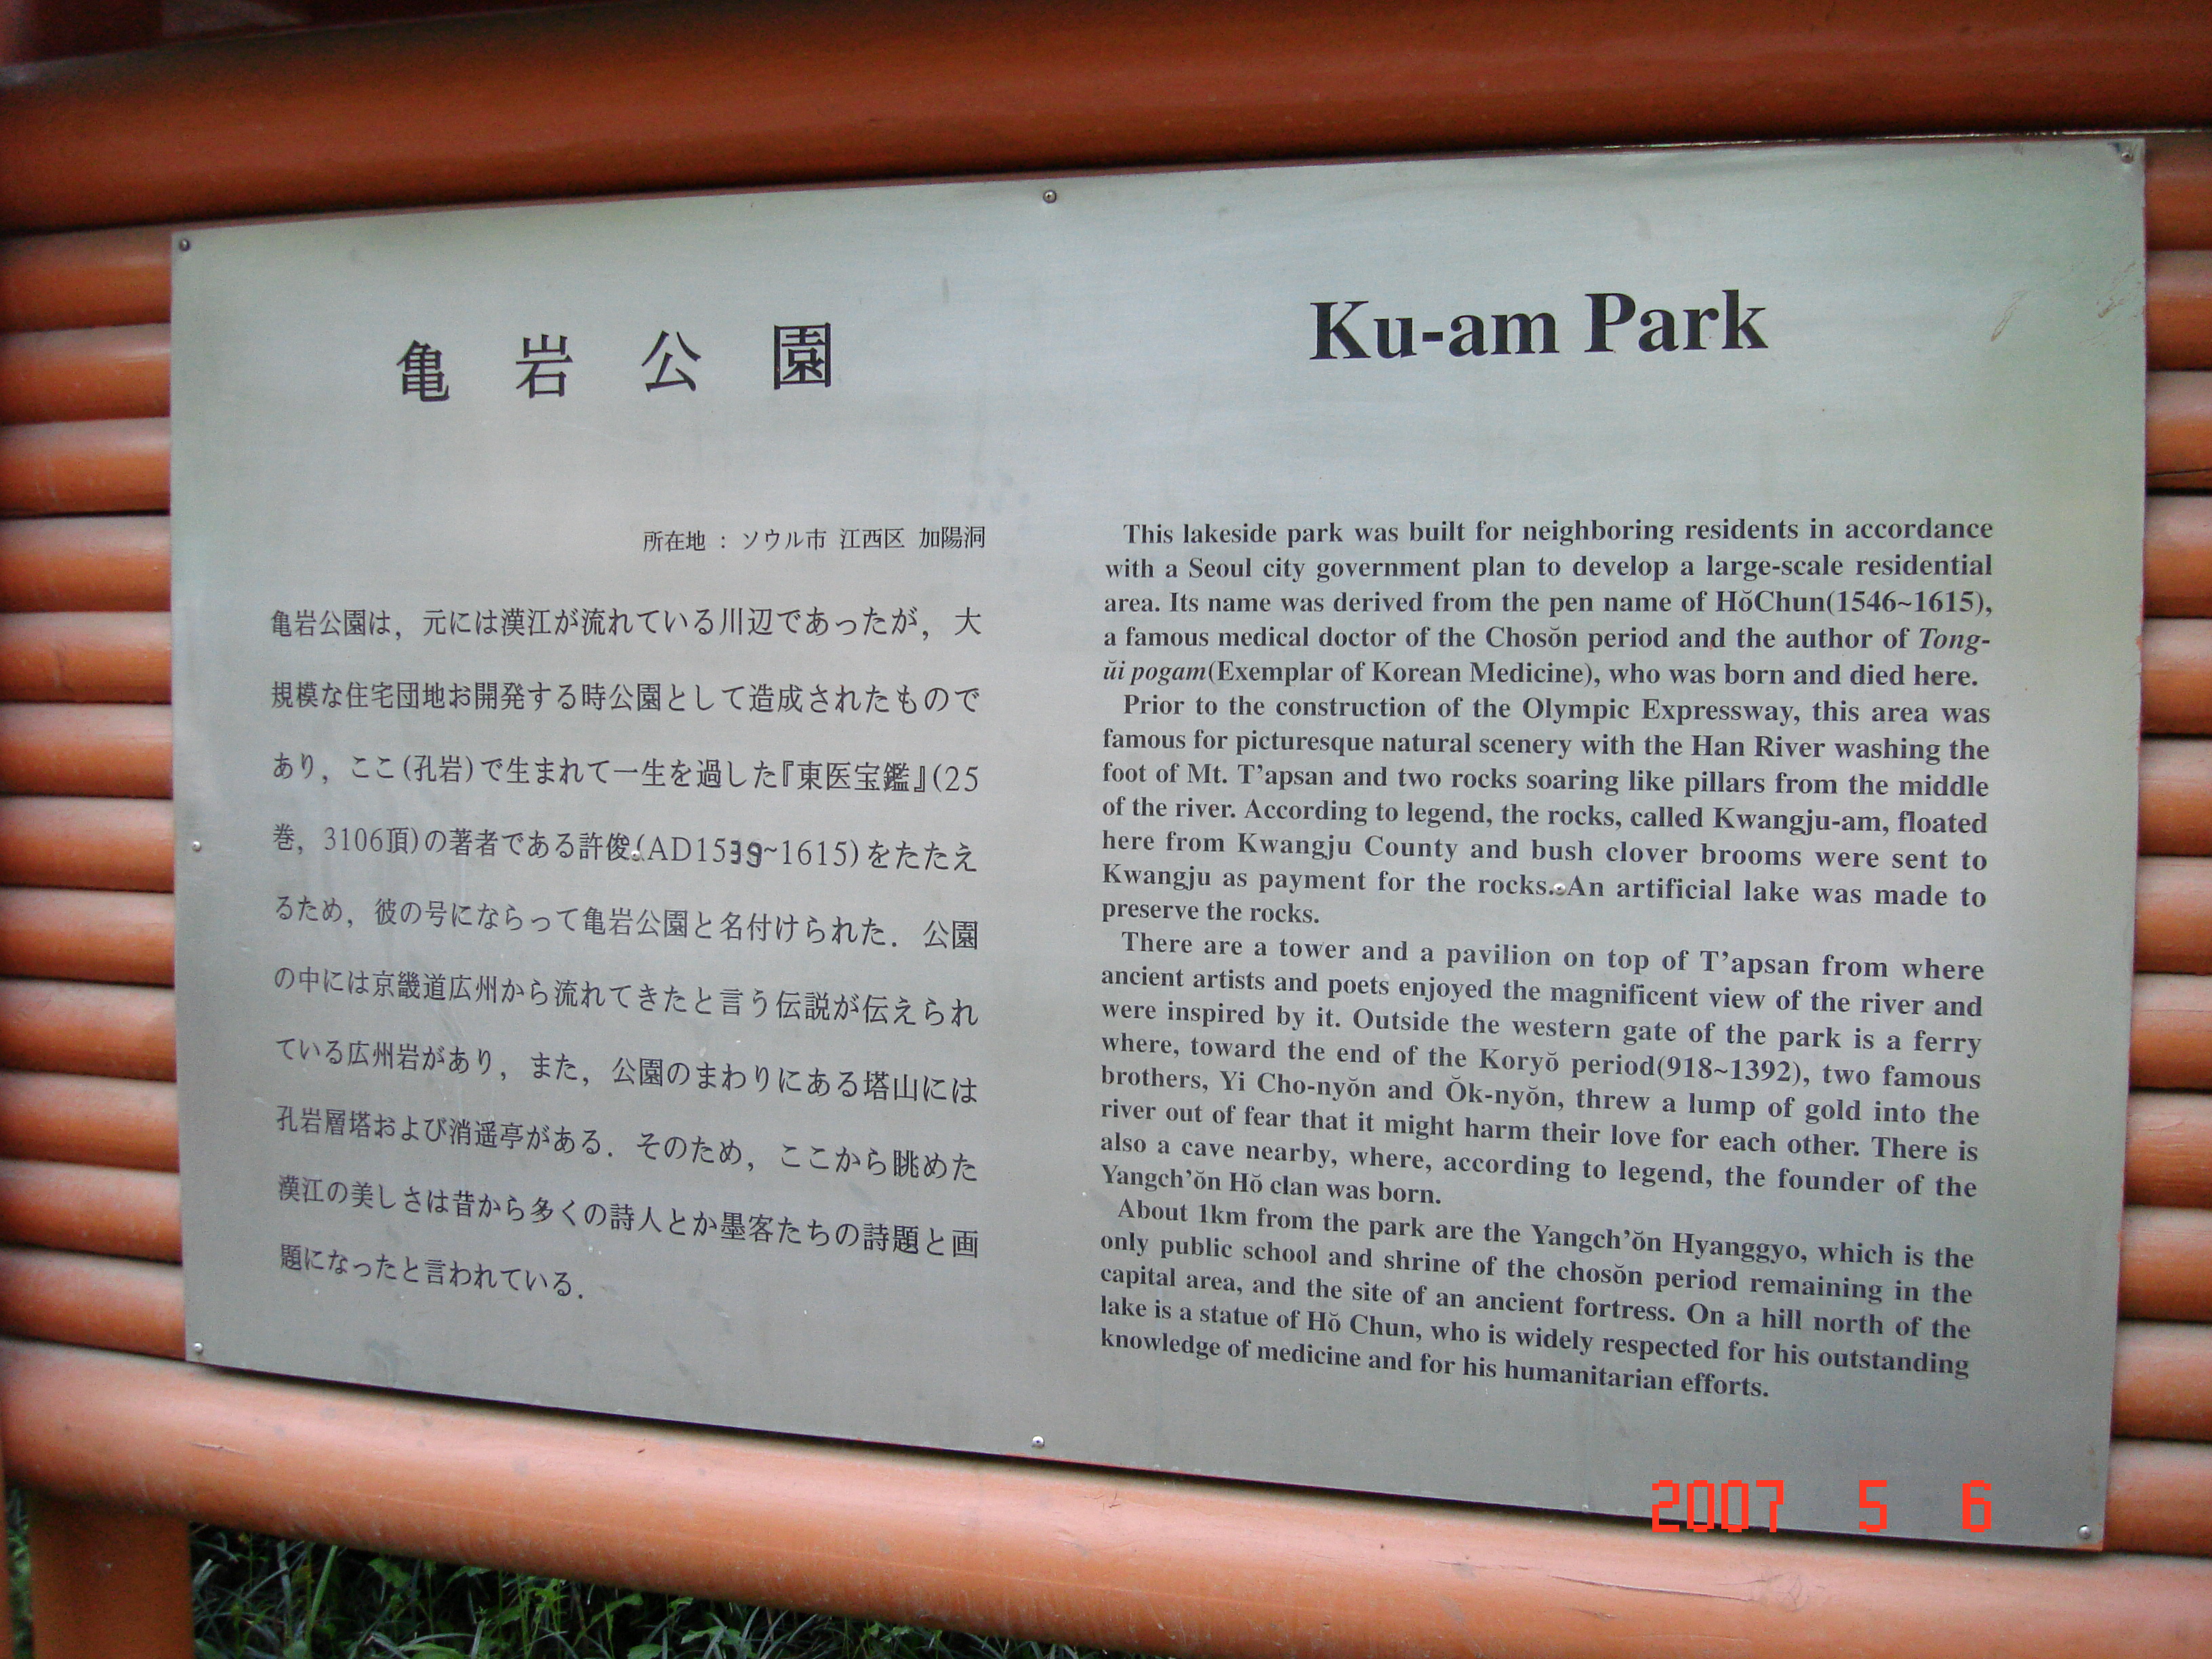 亀岩公園
所在地 : ソウル市 江西区 加陽洞
亀岩公園は, 元には漢江が流れている川辺であったが, 大
規模な住宅団地お開発する時公園として造成されたもので
あり, ここ(孔岩)で生まれて一生を過した『東医宝鑑』(25
巻, 3106頂)の著者である許俊(AD1539~1615)をたたえ
るため, 彼の号にならって亀岩公園と名付けられた. 公園
の中には京畿道広州から流れてきたと言う伝説が伝えられ
ている広州岩があり, また, 公園のまわりにある塔山には
孔岩層塔および消遥亭がある. そのため, ここから眺めた
漢江の美しさは昔から多くの詩人とか墨客たちの詩題と画
題になったと言われている.
Ku-am Park
This lakeside park was built for neighboring residents in accordance
with a Seoul city government plan to develop a large-scale residential
area. Its name was derived from the pen name of HŏChun(1546~1615),
a famous medical doctor of the Chosŏn period and the author of Tong-
ŭi pogam(Exemplar of Korean Medicine), who was born and died here.
Prior to the construction of the Olympic Expressway, this area was
famous for picturesque natural scenery with the Han River washing the
foot of Mt. T'apsan and two rocks soaring like pillars from the middle
of the river. According to legend, the rocks, called Kwangju-am, floated
here from Kwangju County and bush clover brooms were sent to
Kwangju as payment for the rocks. An artificial lake was made to
preserve the rocks.
There are a tower and a pavilion on top of T'apsan from where
ancient artists and poets enjoyed the magnificent view of the river and
were inspired by it. Outside the western gate of the park is a ferry
where, toward the end of the Koryŏ period(918~1392), two famous
brothers, Yi Cho-nyŏn and Ŏk-nyŏn, threw a lump of gold into the
river out of fear that it might harm their love for each other. There is
also a cave nearby, where, according to legend, the founder of the
Yangch'ŏn Hŏ clan was born.
About 1km from the park are the Yangch'ŏn Hyanggyo, which is the
only public school and shrine of the chosŏn period remaining in the
capital area, and the site of an ancient fortress. On a hill north of the
lake is a statue of Hŏ Chun, who is widely respected for his outstanding
knowledge of medicine and for his humanitarian efforts.
2007 5 6